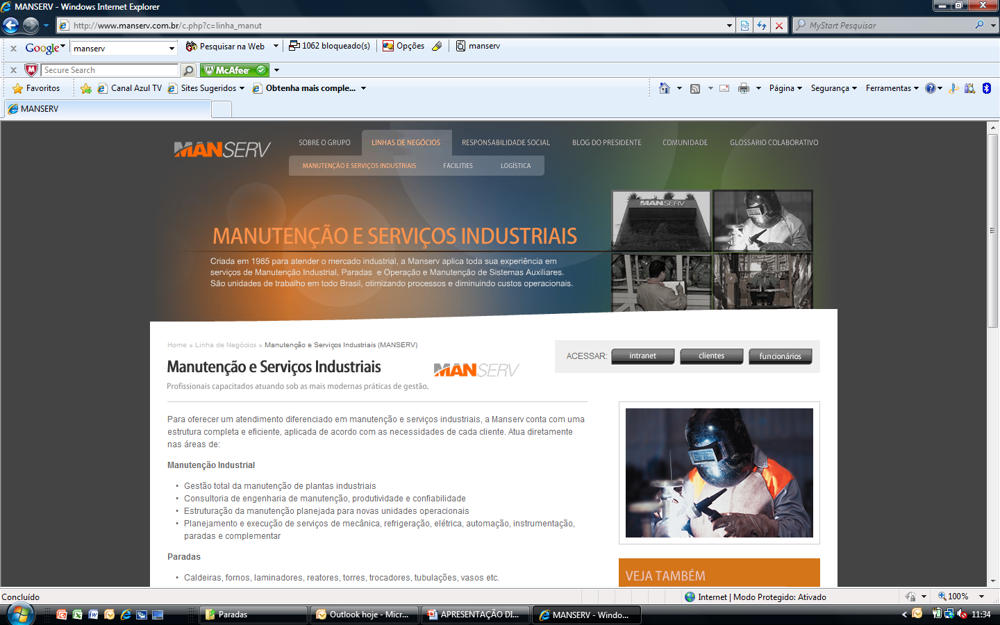 MANSERV - Windows Internet Explorer
http://www.manserv.com.br/c.php?c=linha_manut
MyStart Pesquisar
x Google manserv Pesquisar na Web 1062 bloqueado(s) Opções manserv
x Secure Search McAfee
Favoritos Canal Azul TV Sites Sugeridos Obtenha mais comple... Página Segurança Ferramentas
MANSERV
MANSERV
SOBRE O GRUPO LINHAS DE NEGÓCIOS RESPONSABILIDADE SOCIAL BLOG DO PRESIDENTE COMUNIDADE GLOSSÁRIO COLABORATIVO
MANUTENÇÃO E SERVIÇOS INDUSTRIAIS FACILITIES LOGÍSTICA
MANSERV
MANUTENÇÃO E SERVIÇOS INDUSTRIAIS
Criada em 1985 para atender o mercado industrial, a Manserv aplica toda sua experiência em
serviços de Manutenção Industrial, Paradas e Operação e Manutenção de Sistemas Auxiliares.
São unidades de trabalho em todo Brasil, otimizando processos e diminuindo custos operacionais.
Home » Linha de Negócios » Manutenção e Serviços Industriais (MANSERV)
ACESSAR: intranet clientes funcionários
Manutenção e Serviços Industriais MANSERV
Profissionais capacitados atuando sob as mais modernas práticas de gestão.
Para oferecer um atendimento diferenciado em manutenção e serviços industriais, a Manserv conta com uma
estrutura completa e eficiente, aplicada de acordo com as necessidades de cada cliente. Atua diretamente
nas áreas de:
Manutenção Industrial
• Gestão total da manutenção de plantas industriais
• Consultoria de engenharia de manutenção, produtividade e confiabilidade
• Estruturação da manutenção planejada para novas unidades operacionais
• Planejamento e execução de serviços de mecânica, refrigeração, elétrica, automação, instrumentação,
paradas e complementar
Paradas
• Caldeiras, fornos, laminadores, reatores, torres, trocadores, tubulações, vasos etc.
VEJA TAMBÉM
Concluído
Internet | Modo Protegido: Ativado
100%
Paradas
Outlook hoje - Micr...
APRESENTAÇÃO DI...
MANSERV - Windo...
11:34